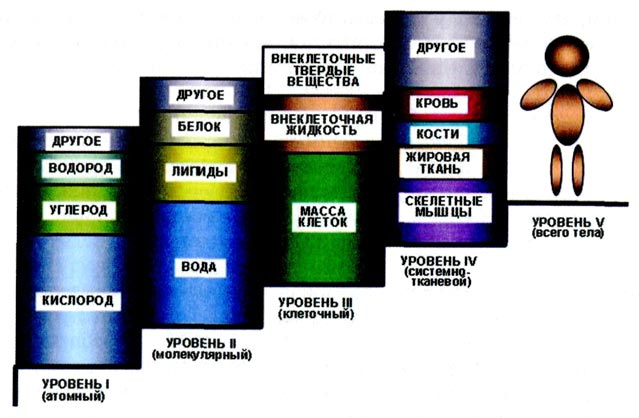 ДРУГОЕ
ВОДОРОД
УГЛЕРОД
КИСЛОРОД
УРОВЕНЬ I
(атомный)
ДРУГОЕ
БЕЛОК
ЛИПИДЫ
ВОДА
УРОВЕНЬ II
(молекулярный)
ВНЕКЛЕТОЧНЫЕ
ТВЕРДЫЕ
ВЕЩЕСТВА
ВНЕКЛЕТОЧНАЯ
ЖИДКОСТЬ
МАССА
КЛЕТОК
УРОВЕНЬ III
(клеточный)
ДРУГОЕ
КРОВЬ
КОСТИ
ЖИРОВАЯ
ТКАНЬ
СКЕЛЕТНЫЕ
МЫШЦЫ
УРОВЕНЬ IV
(системно-
тканевой)
УРОВЕНЬ V
(всего тела)